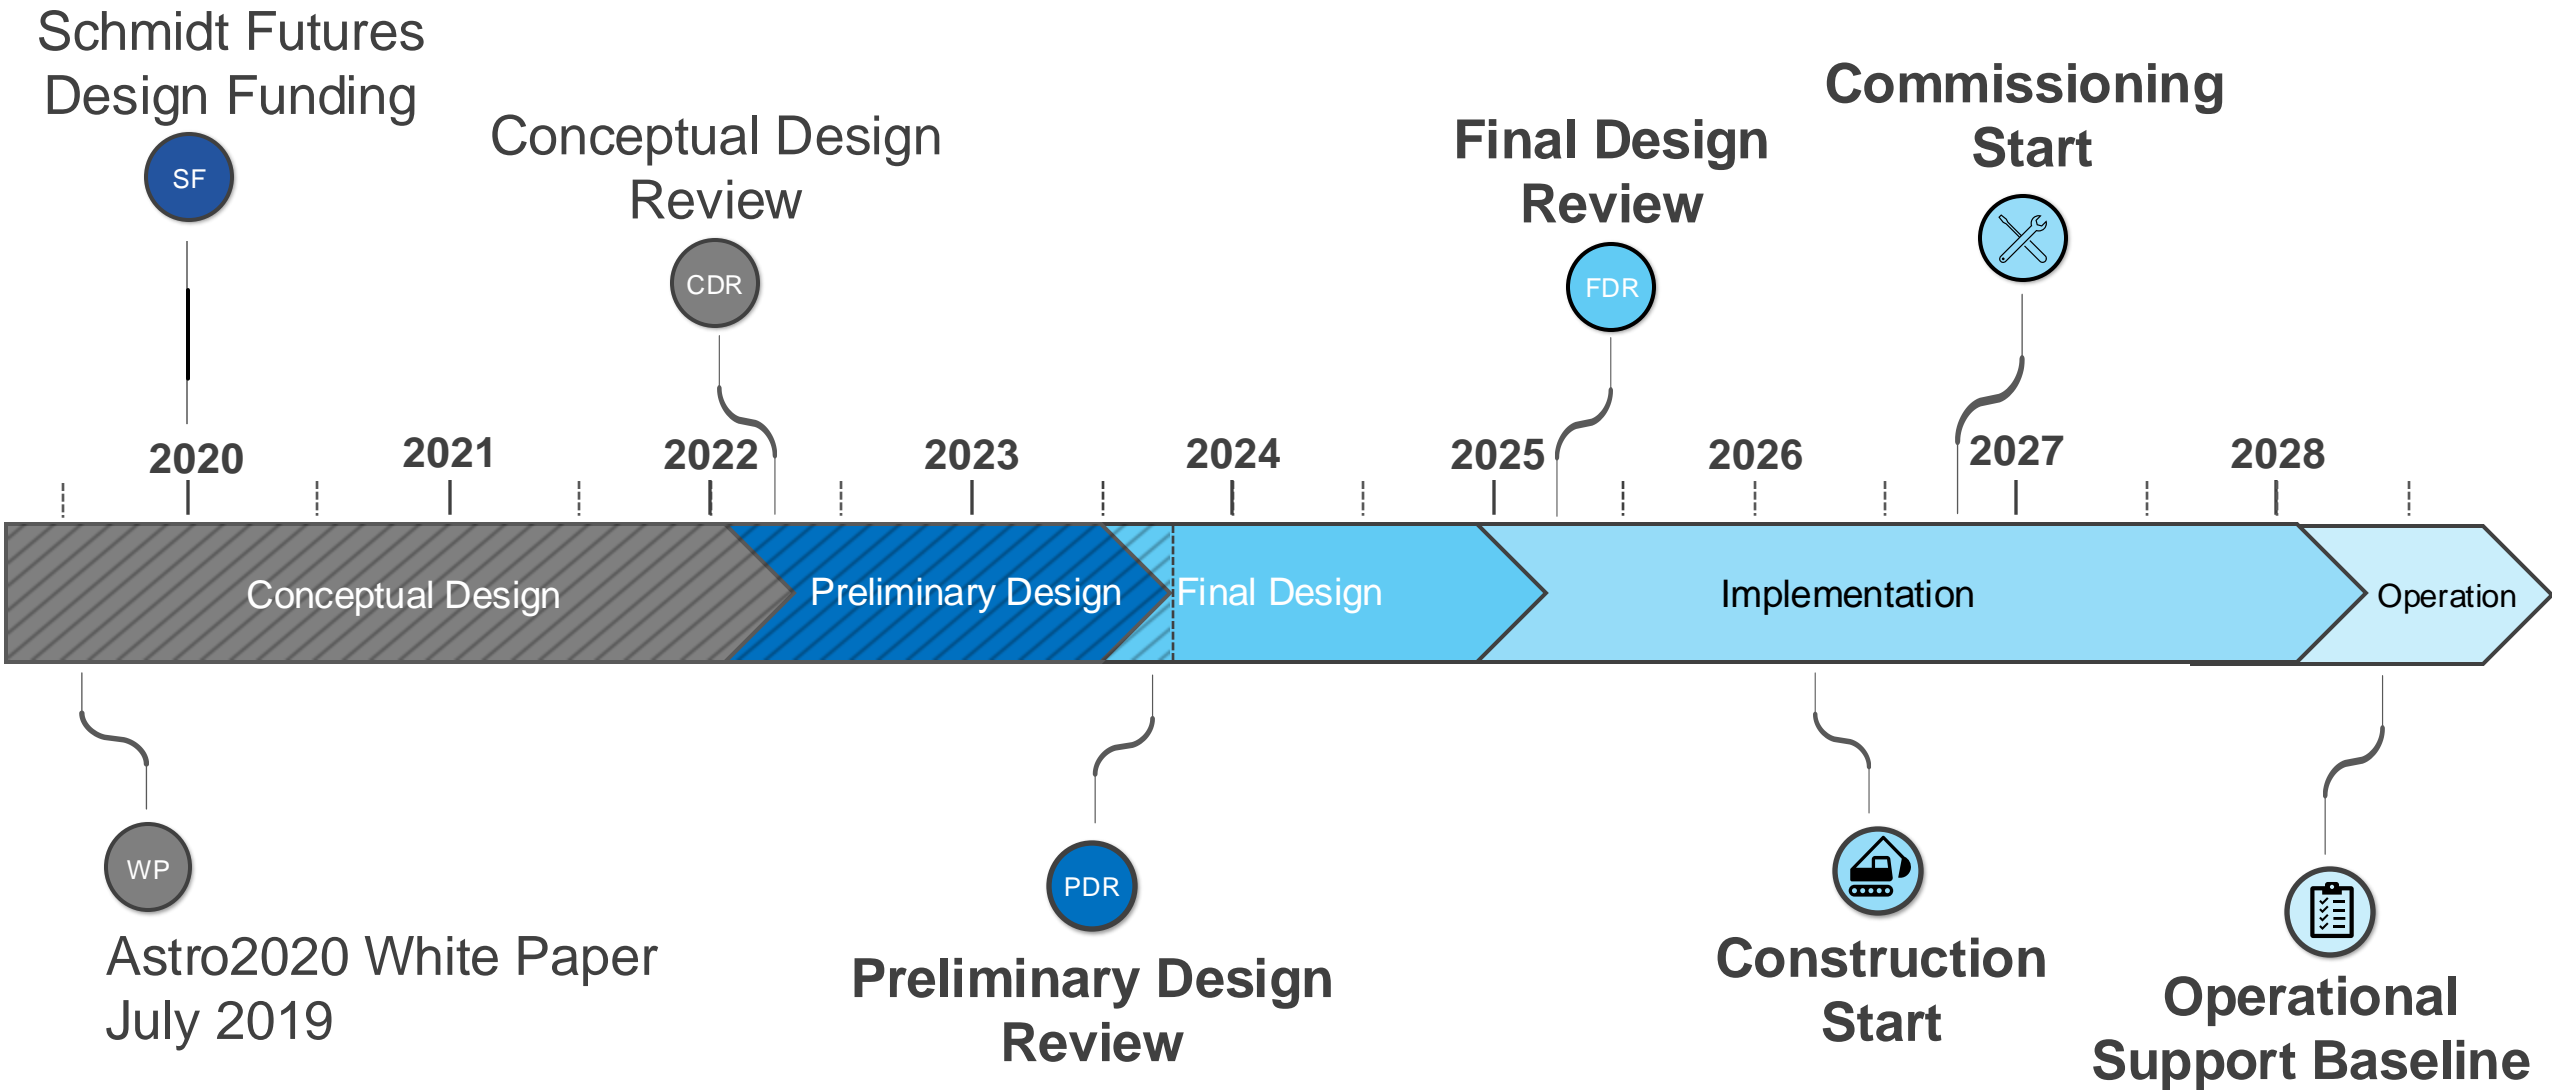 Schmidt Futures
Design Funding
SF
Conceptual Design
Review
CDR
Final Design
Review
FDR
Commissioning
Start
2020
2021
2022
2023
2024
2025
2026
2027
2028
Conceptual Design
Preliminary Design
Final Design
Implementation
Operation
WP
Astro2020 White Paper
July 2019
PDR
Preliminary Design
Review
Construction
Start
Operational
Support Baseline